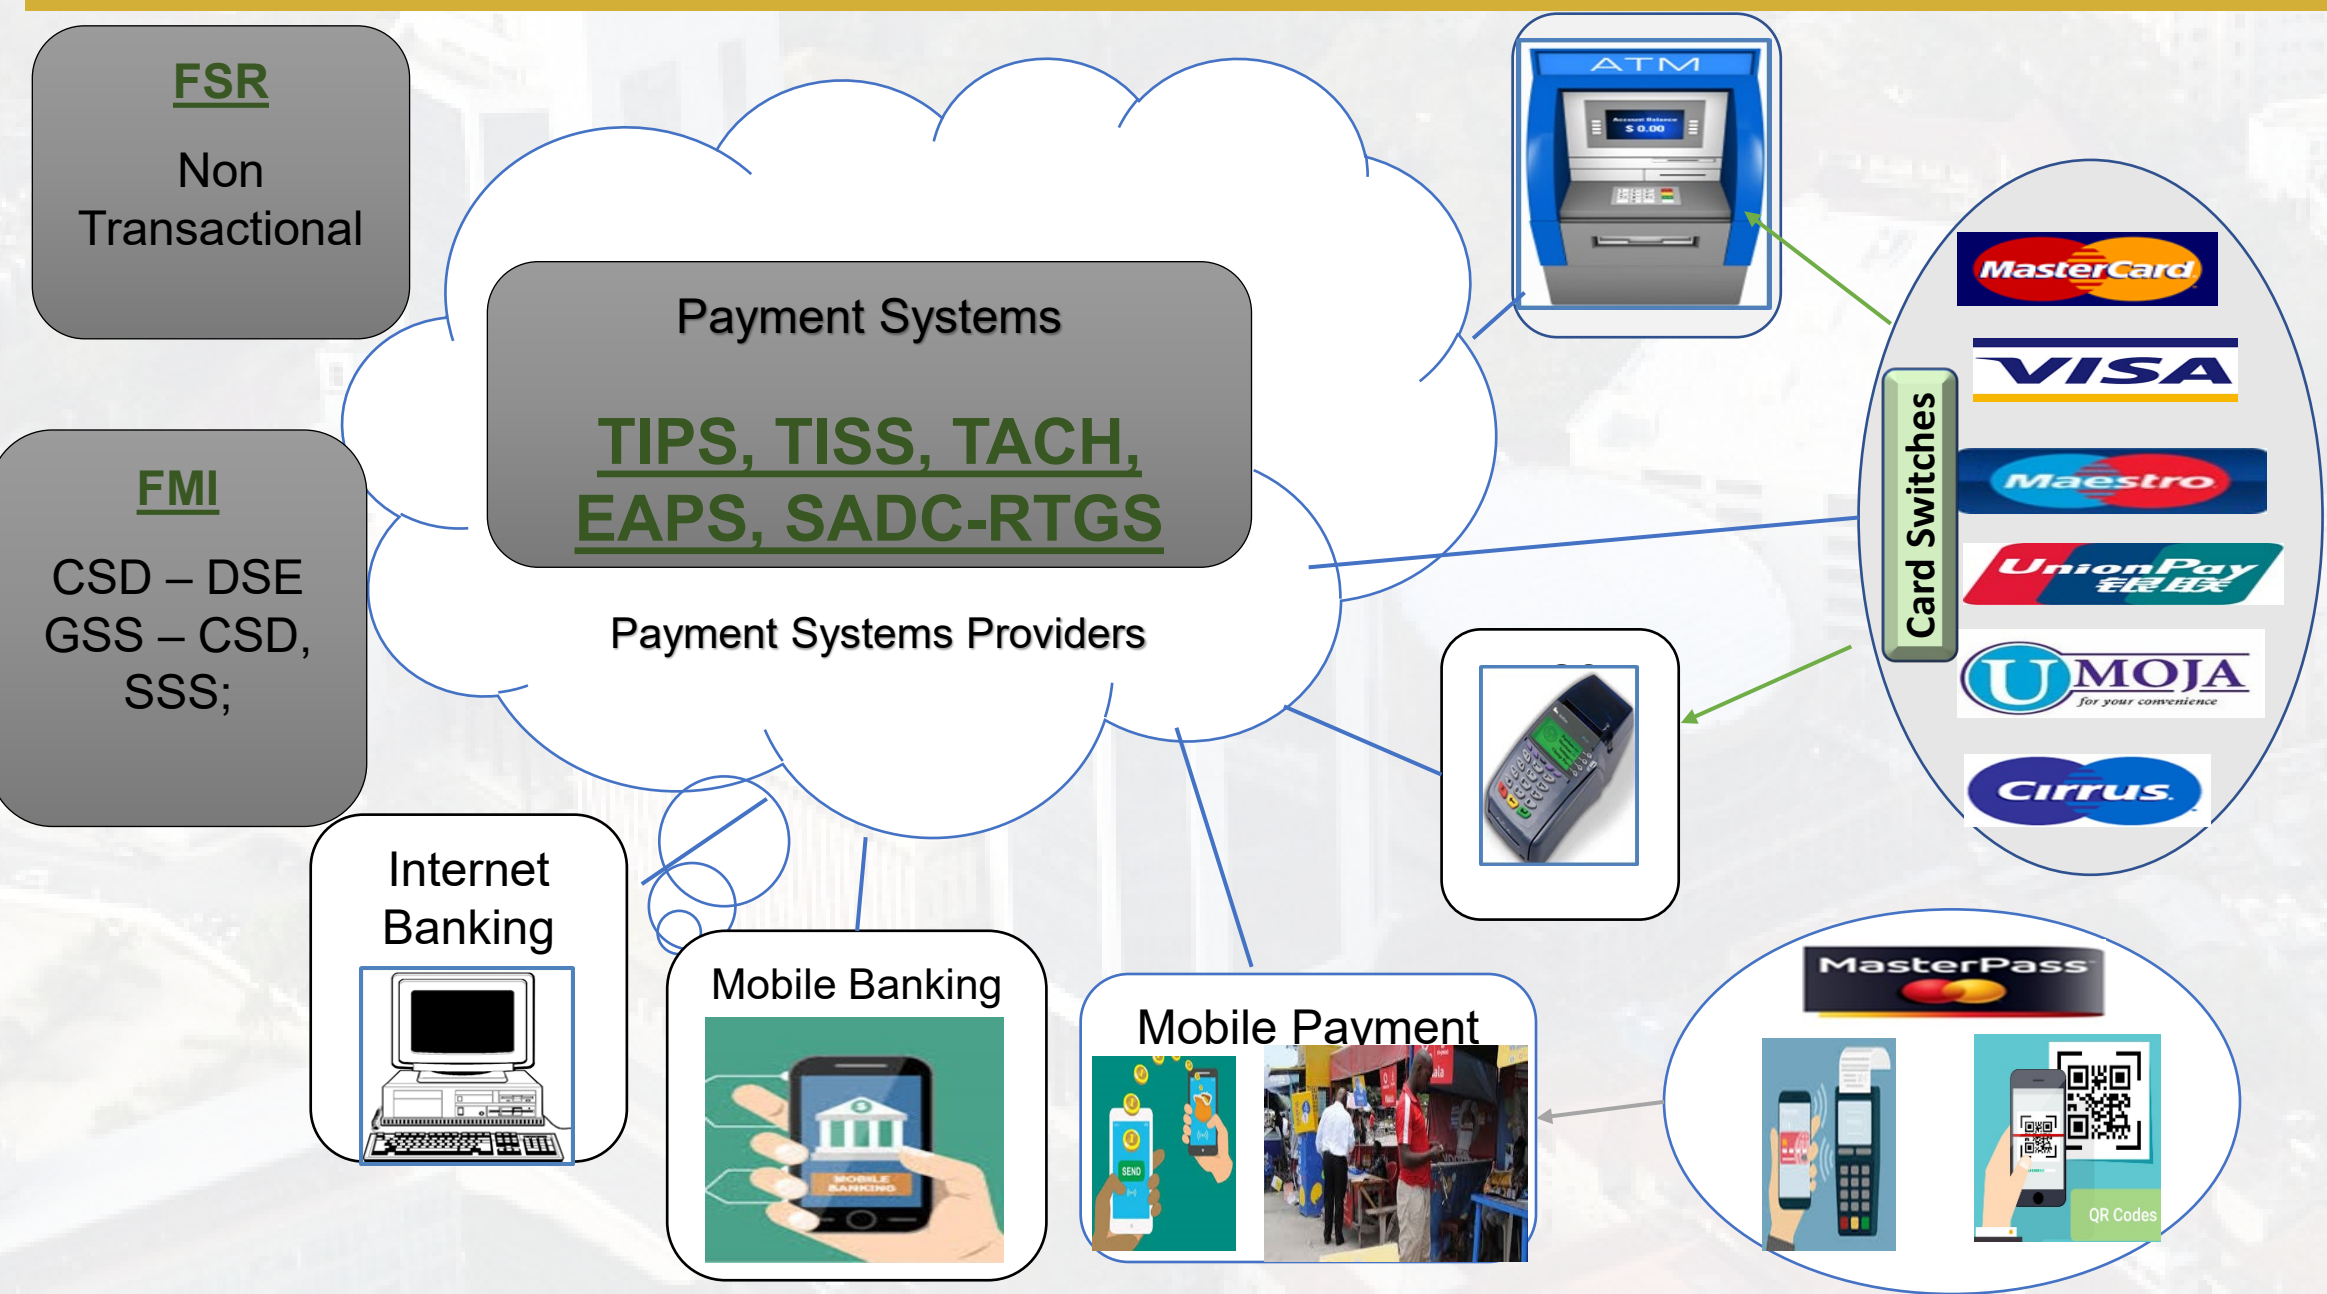 FSR
Non
Transactional
FMI
CSD – DSE
GSS – CSD,
SSS;
Payment Systems
TIPS, TISS, TACH,
EAPS, SADC-RTGS
Payment Systems Providers
ATM
Account Balance
$ 0.00
Card Switches
MasterCard
VISA
Maestro
UnionPay
银联
UMOJA
for your convenience
Cirrus
Internet
Banking
Mobile Banking
MOBILE
BANKING
Mobile Payment
SEND
MasterPass
QR Codes